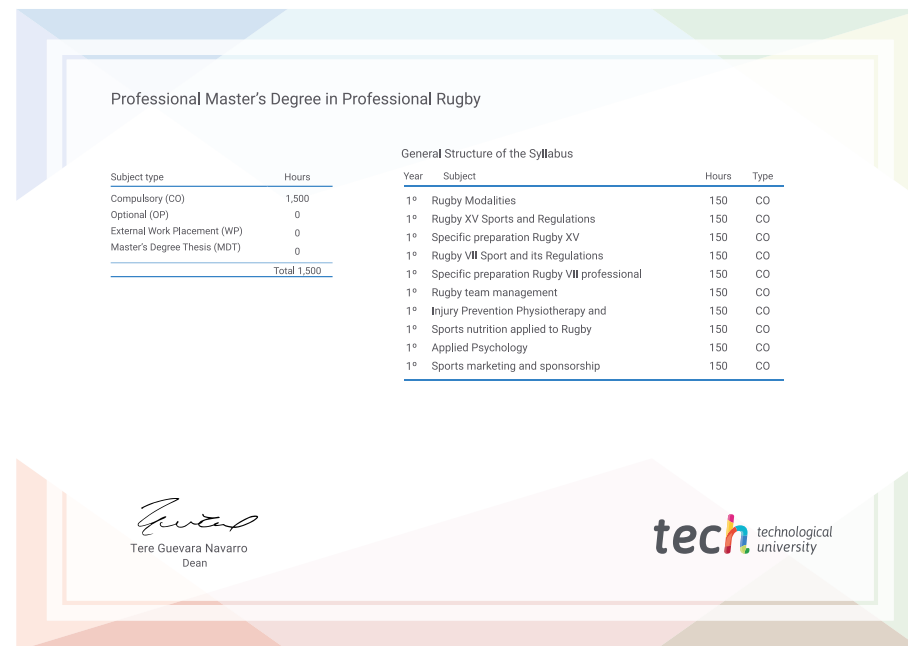 Professional Master's Degree in Professional Rugby
General Structure of the Syllabus
Subject type Hours
Compulsory (CO) 1,500
Optional (OP) 0
External Work Placement (WP) 0
Master's Degree Thesis (MDT) 0
Total 1,500
Year Subject Hours Type
1º Rugby Modalities 150 CO
1º Rugby XV Sports and Regulations 150 CO
1º Specific preparation Rugby XV 150 CO
1º Rugby VII Sport and its Regulations 150 CO
1º Specific preparation Rugby VII professional 150 CO
1º Rugby team management 150 CO
1º Injury Prevention Physiotherapy and 150 CO
1º Sports nutrition applied to Rugby 150 CO
1º Applied Psychology 150 CO
1º Sports marketing and sponsorship 150 CO
Tere Guevara Navarro
Dean
tech technological
university